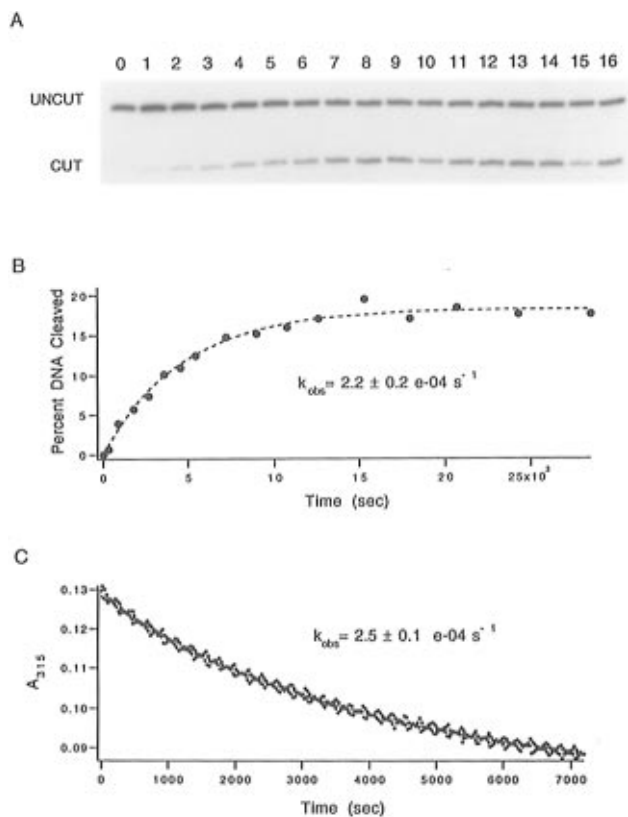 A
0 1 2 3 4 5 6 7 8 9 10 11 12 13 14 15 16
UNCUT
CUT
B
Percent DNA Cleaved
20
15
10
5
0
k_obs = 2.2 ± 0.2 e-04 s⁻¹
0 5 10 15 20 25x10³
Time (sec)
C
A₃₁₅
0.13
0.12
0.11
0.10
0.09
k_obs = 2.5 ± 0.1 e-04 s⁻¹
0 1000 2000 3000 4000 5000 6000 7000
Time (sec)